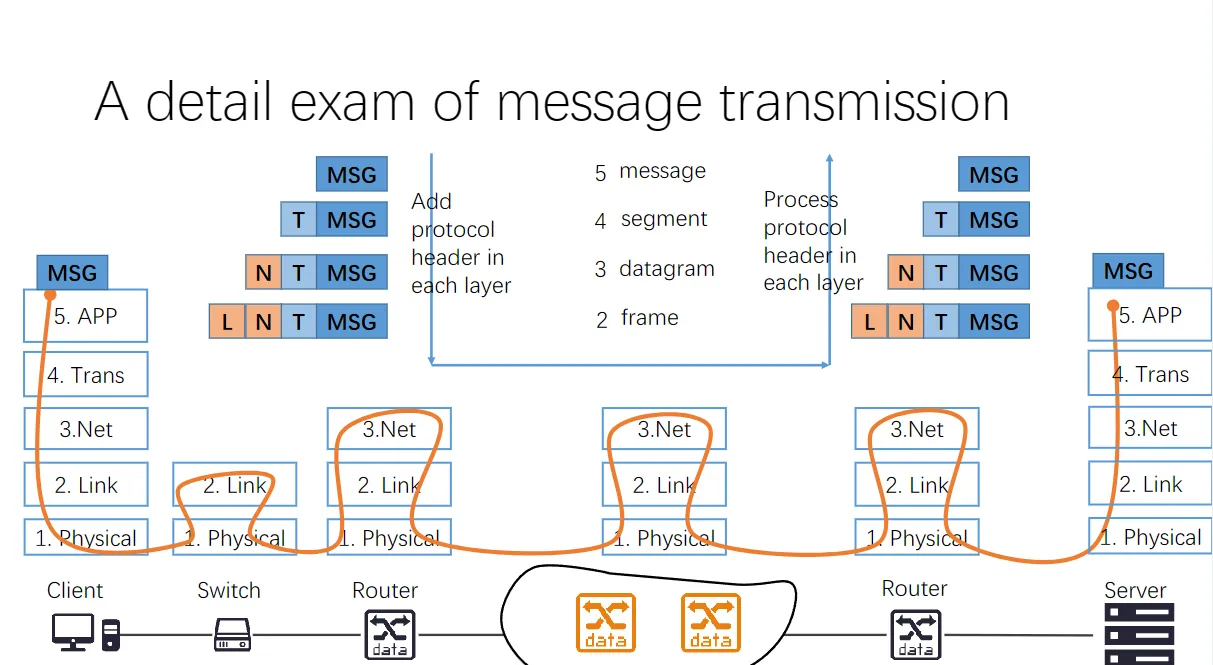 A detail exam of message transmission
MSG
T MSG
N T MSG
L N T MSG
Add
protocol
header in
each layer
5 message
4 segment
3 datagram
2 frame
Process
protocol
header in
each layer
MSG
T MSG
N T MSG
L N T MSG
MSG
5. APP
4. Trans
3.Net
2. Link
1. Physical
Client
2. Link
1. Physical
Switch
3.Net
2. Link
1. Physical
Router
data
3.Net
2. Link
1. Physical
data
data
3.Net
2. Link
1. Physical
Router
data
MSG
5. APP
4. Trans
3.Net
2. Link
1. Physical
Server